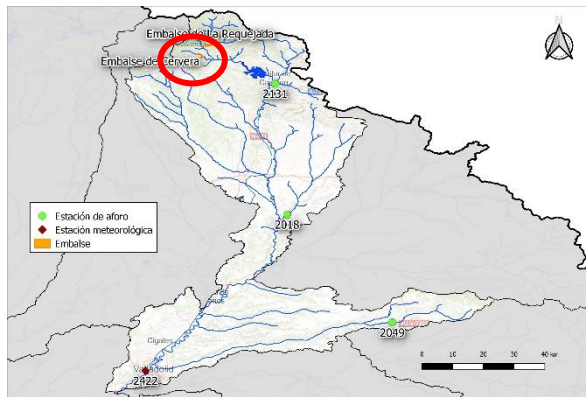 N
Embalse de La Requejada
Embalse de Cervera
2131
2018
Estación de aforo
Estación meteorológica
Embalse
2049
Cigales
Valladolid
2422
0 10 20 30 40 km